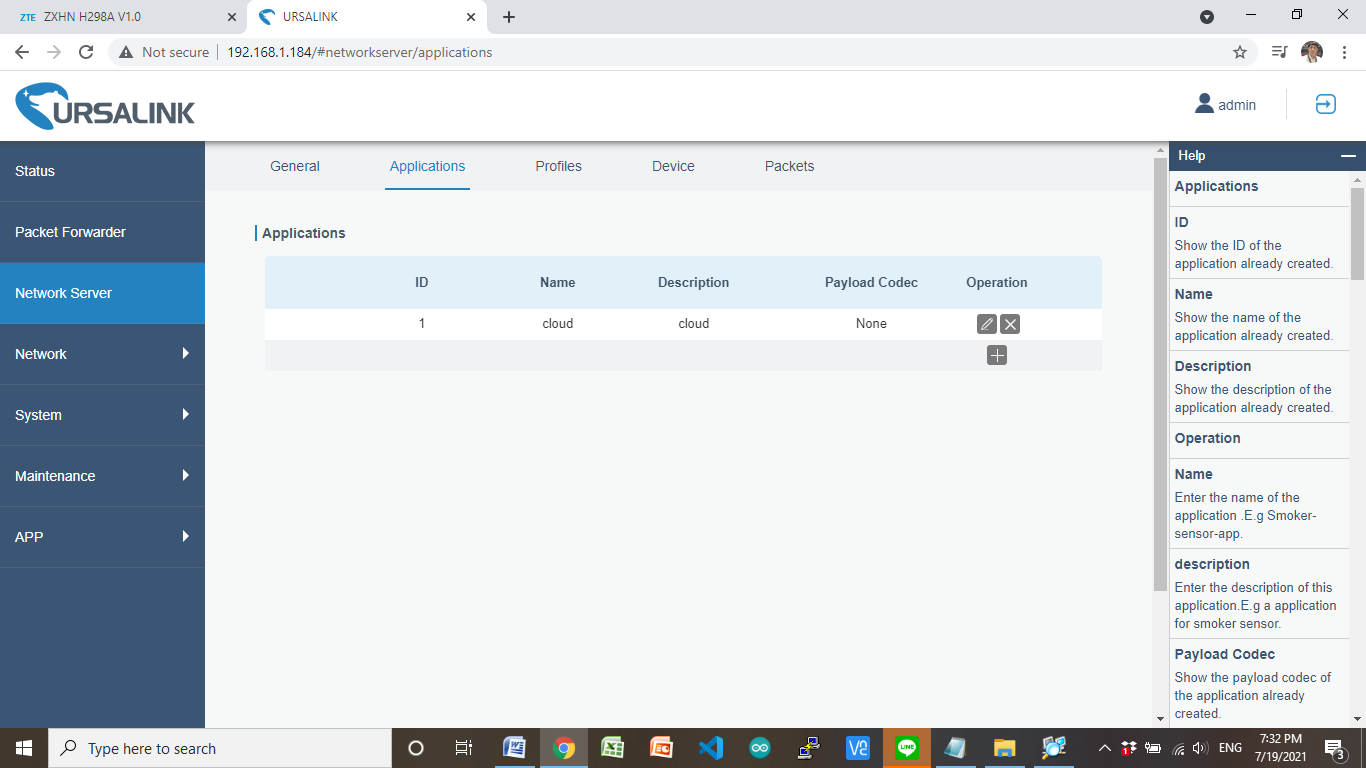 ZTE ZXHN H298A V1.0
URSALINK
Not secure 192.168.1.184/#networkserver/applications
URSALINK
admin
Status
Packet Forwarder
Network Server
Network
System
Maintenance
APP
General Applications Profiles Device Packets
Applications
ID Name Description Payload Codec Operation
1 cloud cloud None
Help
Applications
ID
Show the ID of the
application already created.
Name
Show the name of the
application already created.
Description
Show the description of the
application already created.
Operation
Name
Enter the name of the
application .E.g Smoker-
sensor-app.
description
Enter the description of this
application.E.g a application
for smoker sensor.
Payload Codec
Show the payload codec of
the application already
created.
Type here to search
LINE
1
ENG
7:32 PM
7/19/2021
3